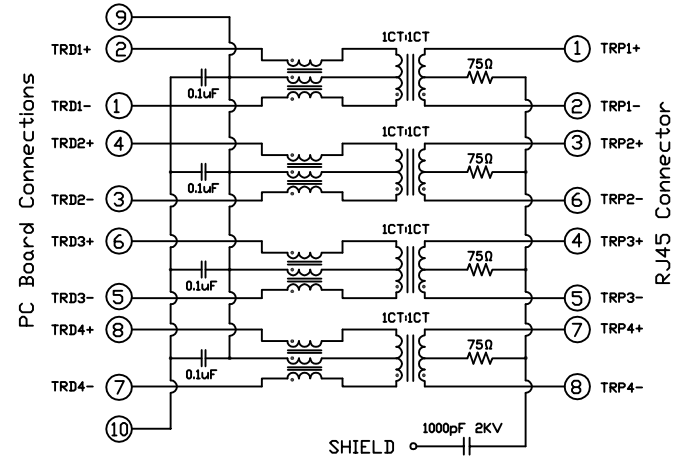 9
1CT:1CT
TRD1+ 2
1 TRP1+
75Ω
0.1uF
TRD1- 1
2 TRP1-
1CT:1CT
TRD2+ 4
3 TRP2+
75Ω
0.1uF
TRD2- 3
6 TRP2-
1CT:1CT
TRD3+ 6
4 TRP3+
75Ω
0.1uF
TRD3- 5
5 TRP3-
1CT:1CT
TRD4+ 8
7 TRP4+
75Ω
0.1uF
TRD4- 7
8 TRP4-
10
1000pF 2KV
SHIELD
PC Board Connections
RJ45 Connector